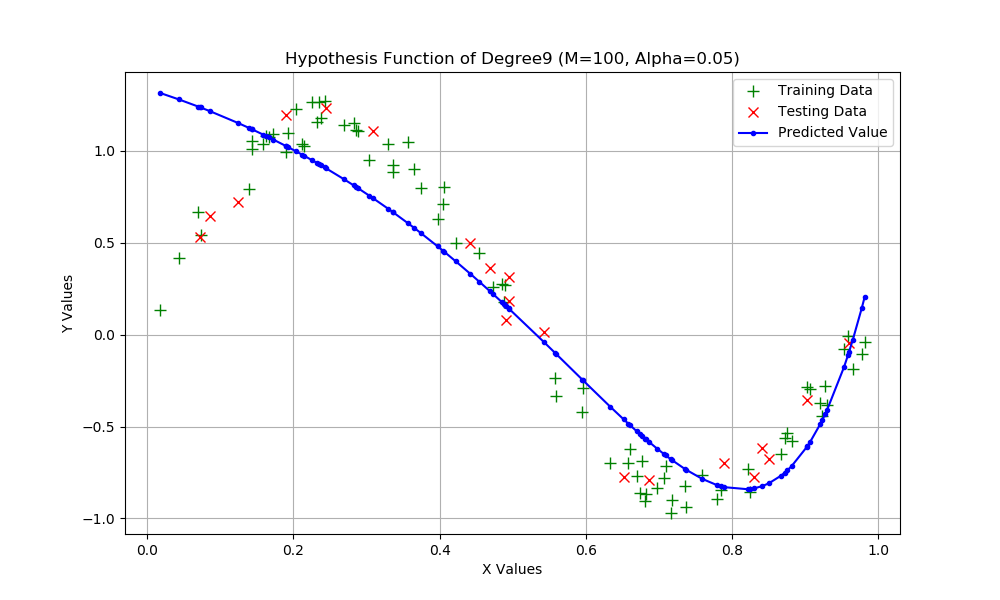 Hypothesis Function of Degree9 (M=100, Alpha=0.05)
Training Data
Testing Data
Predicted Value
1.0
0.5
0.0
−0.5
−1.0
Y Values
0.0 0.2 0.4 0.6 0.8 1.0
X Values